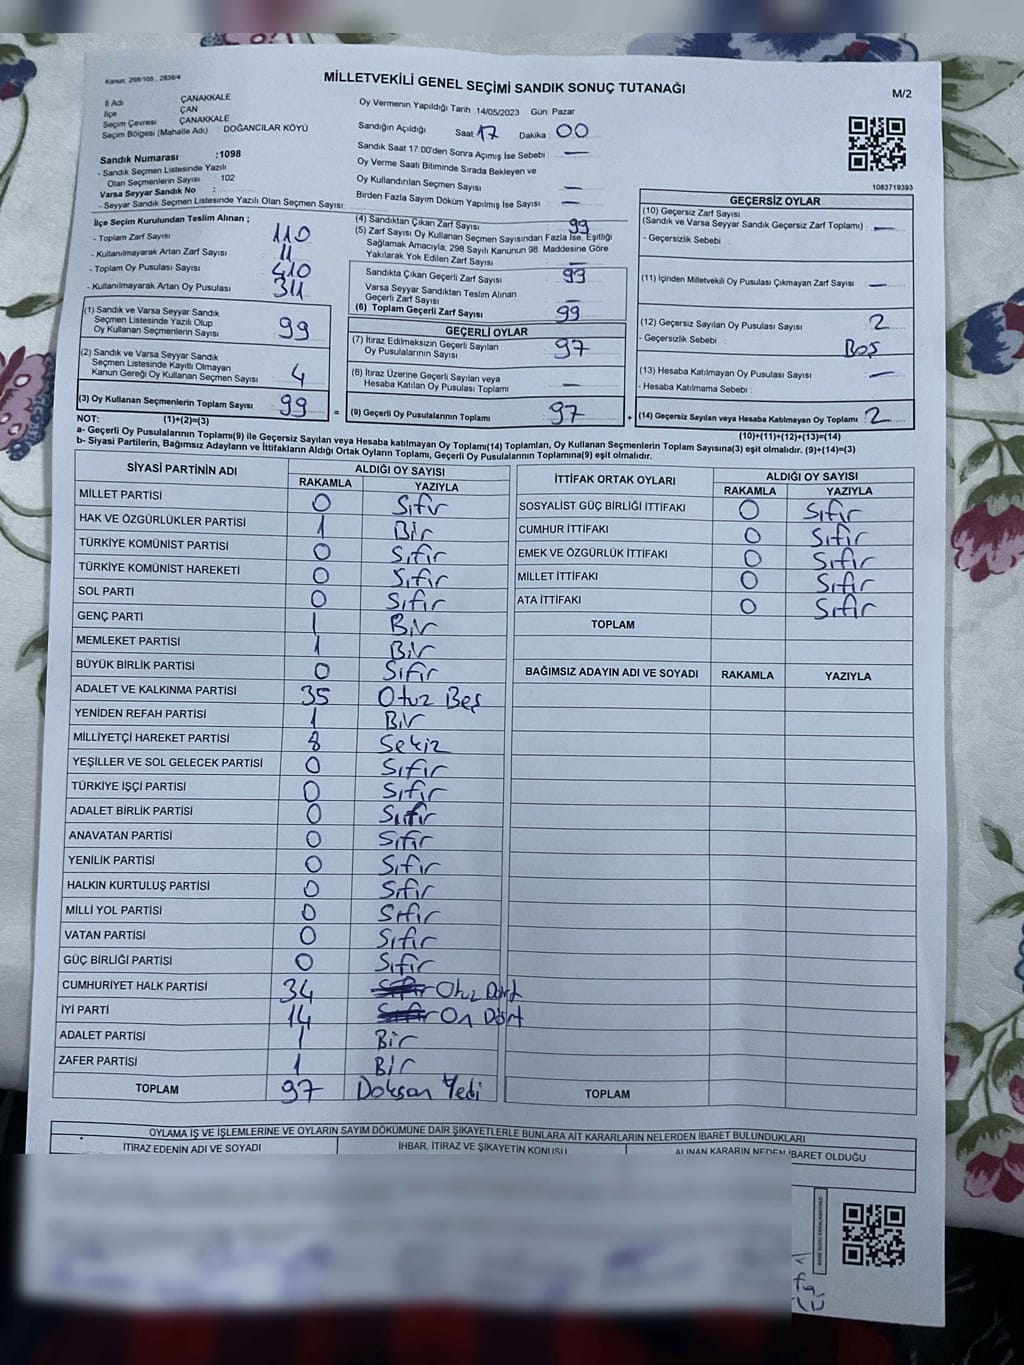 Kanun, 298/105 , 2839/4
MİLLETVEKİLİ GENEL SEÇİMİ SANDIK SONUÇ TUTANAĞI
M/2
İl Adı ÇANAKKALE
İlçe ÇAN
Seçim Çevresi ÇANAKKALE
Seçim Bölgesi (Mahalle Adı) DOĞANCILAR KÖYÜ
Sandık Numarası :1098
- Sandık Seçmen Listesinde Yazılı
Olan Seçmenlerin Sayısı : 102
Varsa Seyyar Sandık No :
- Seyyar Sandık Seçmen Listesinde Yazılı Olan Seçmen Sayısı:
Oy Vermenin Yapıldığı Tarih 14/05/2023 Gün Pazar
Sandığın Açıldığı Saat 17 Dakika 00
Sandık Saat 17:00'den Sonra Açımış İse Sebebi : —
Oy Verme Saati Bitiminde Sırada Bekleyen ve
Oy Kullandırılan Seçmen Sayısı —
Birden Fazla Sayım Döküm Yapılmış İse Sayısı : —
1083719393
İlçe Seçim Kurulundan Teslim Alınan ;
- Toplam Zarf Sayısı 110
- Kullanılmayarak Artan Zarf Sayısı 11
- Toplam Oy Pusulası Sayısı 410
- Kullanılmayarak Artan Oy Pusulası 311
(1) Sandık ve Varsa Seyyar Sandık
Seçmen Listesinde Yazılı Olup
Oy Kullanan Seçmenlerin Sayısı 99
(2) Sandık ve Varsa Seyyar Sandık
Seçmen Listesinde Kayıtlı Olmayan
Kanun Gereği Oy Kullanan Seçmen Sayısı 4
(3) Oy Kullanan Seçmenlerin Toplam Sayısı 99
(4) Sandıktan Çıkan Zarf Sayısı 99
(5) Zarf Sayısı Oy Kullanan Seçmen Sayısından Fazla İse, Eşitliği
Sağlamak Amacıyla, 298 Sayılı Kanunun 98. Maddesine Göre
Yakılarak Yok Edilen Zarf Sayısı —
Sandıkta Çıkan Geçerli Zarf Sayısı 99
Varsa Seyyar Sandıktan Teslim Alınan
Geçerli Zarf Sayısı —
(6) Toplam Geçerli Zarf Sayısı 99
GEÇERLİ OYLAR
(7) İtiraz Edilmeksizin Geçerli Sayılan
Oy Pusulalarının Sayısı 97
(8) İtiraz Üzerine Geçerli Sayılan veya
Hesaba Katılan Oy Pusulası Toplamı —
= (9) Geçerli Oy Pusulalarının Toplamı 97
GEÇERSİZ OYLAR
(10) Geçersiz Zarf Sayısı
(Sandık ve Varsa Seyyar Sandık Geçersiz Zarf Toplamı) —
- Geçersizlik Sebebi :
(11) İçinden Milletvekili Oy Pusulası Çıkmayan Zarf Sayısı —
(12) Geçersiz Sayılan Oy Pusulası Sayısı 2
- Geçersizlik Sebebi : Boş
(13) Hesaba Katılmayan Oy Pusulası Sayısı —
- Hesaba Katılmama Sebebi :
+ (14) Geçersiz Sayılan veya Hesaba Katılmayan Oy Toplamı 2
NOT: (1)+(2)=(3)
(10)+(11)+(12)+(13)=(14)
a- Geçerli Oy Pusulalarının Toplamı(9) ile Geçersiz Sayılan veya Hesaba katılmayan Oy Toplamı(14) Toplamları, Oy Kullanan Seçmenlerin Toplam Sayısına(3) eşit olmalıdır. (9)+(14)=(3)
b- Siyasi Partilerin, Bağımsız Adayların ve İttifakların Aldığı Ortak Oyların Toplamı, Geçerli Oy Pusulalarının Toplamına(9) eşit olmalıdır.
SİYASİ PARTİNİN ADI ALDIĞI OY SAYISI
RAKAMLA YAZIYLA
MİLLET PARTİSİ 0 Sıfır
HAK VE ÖZGÜRLÜKLER PARTİSİ 1 Bir
TÜRKİYE KOMÜNİST PARTİSİ 0 Sıfır
TÜRKİYE KOMÜNİST HAREKETİ 0 Sıfır
SOL PARTİ 0 Sıfır
GENÇ PARTİ 1 Bir
MEMLEKET PARTİSİ 1 Bir
BÜYÜK BİRLİK PARTİSİ 0 Sıfır
ADALET VE KALKINMA PARTİSİ 35 Otuz Beş
YENİDEN REFAH PARTİSİ 1 Bir
MİLLİYETÇİ HAREKET PARTİSİ 8 Sekiz
YEŞİLLER VE SOL GELECEK PARTİSİ 0 Sıfır
TÜRKİYE İŞÇİ PARTİSİ 0 Sıfır
ADALET BİRLİK PARTİSİ 0 Sıfır
ANAVATAN PARTİSİ 0 Sıfır
YENİLİK PARTİSİ 0 Sıfır
HALKIN KURTULUŞ PARTİSİ 0 Sıfır
MİLLİ YOL PARTİSİ 0 Sıfır
VATAN PARTİSİ 0 Sıfır
GÜÇ BİRLİĞİ PARTİSİ 0 Sıfır
CUMHURİYET HALK PARTİSİ 34 Sıfır Otuz Dört
İYİ PARTİ 14 Sıfır On Dört
ADALET PARTİSİ 1 Bir
ZAFER PARTİSİ 1 Bir
TOPLAM 97 Doksan Yedi
İTTİFAK ORTAK OYLARI ALDIĞI OY SAYISI
RAKAMLA YAZIYLA
SOSYALİST GÜÇ BİRLİĞİ İTTİFAKI 0 Sıfır
CUMHUR İTTİFAKI 0 Sıfır
EMEK VE ÖZGÜRLÜK İTTİFAKI 0 Sıfır
MİLLET İTTİFAKI 0 Sıfır
ATA İTTİFAKI 0 Sıfır
TOPLAM
BAĞIMSIZ ADAYIN ADI VE SOYADI RAKAMLA YAZIYLA
TOPLAM
OYLAMA İŞ VE İŞLEMLERİNE VE OYLARIN SAYIM DÖKÜMÜNE DAİR ŞİKAYETLERLE BUNLARA AİT KARARLARIN NELERDEN İBARET BULUNDUKLARI
İTİRAZ EDENİN ADI VE SOYADI İHBAR, İTİRAZ VE ŞİKAYETİN KONUSU ALINAN KARARIN NEDEN İBARET OLDUĞU